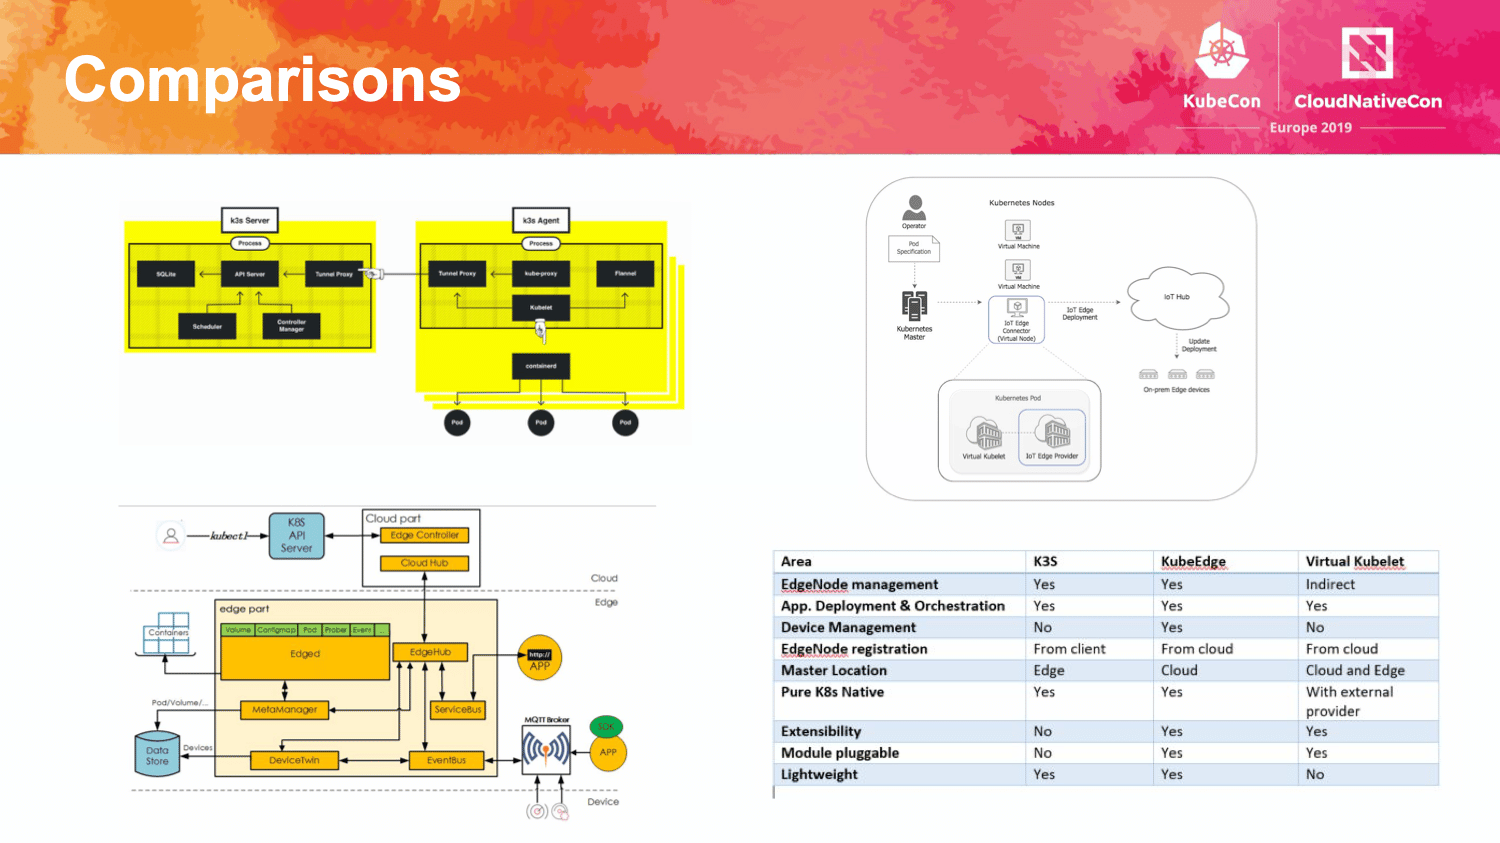 Comparisons
KubeCon
CloudNativeCon
Europe 2019
k3s Server
Process
SQLite
API Server
Tunnel Proxy
Scheduler
Controller
Manager
k3s Agent
Process
Tunnel Proxy
kube-proxy
Flannel
Kubelet
containerd
Pod
Pod
Pod
Operator
Pod
Specification
Kubernetes
Master
Kubernetes Nodes
Virtual Machine
Virtual Machine
IoT Edge
Connector
(Virtual Node)
IoT Edge
Deployment
IoT Hub
Update
Deployment
On-prem Edge devices
Kubernetes Pod
Virtual Kubelet
IoT Edge Provider
kubectl
K8S
API
Server
Cloud part
Edge Controller
Cloud Hub
Cloud
Edge
edge part
Volume Configmap Pod Prober Event ...
Edged
Containers
EdgeHub
http://
APP
Pod/Volume/...
MetaManager
ServiceBus
MQTT Broker
SDK
APP
Data
Store
Devices
DeviceTwin
EventBus
Device
Area K3S KubeEdge Virtual Kubelet
EdgeNode management Yes Yes Indirect
App. Deployment & Orchestration Yes Yes Yes
Device Management No Yes No
EdgeNode registration From client From cloud From cloud
Master Location Edge Cloud Cloud and Edge
Pure K8s Native Yes Yes With external
provider
Extensibility No Yes Yes
Module pluggable No Yes Yes
Lightweight Yes Yes No